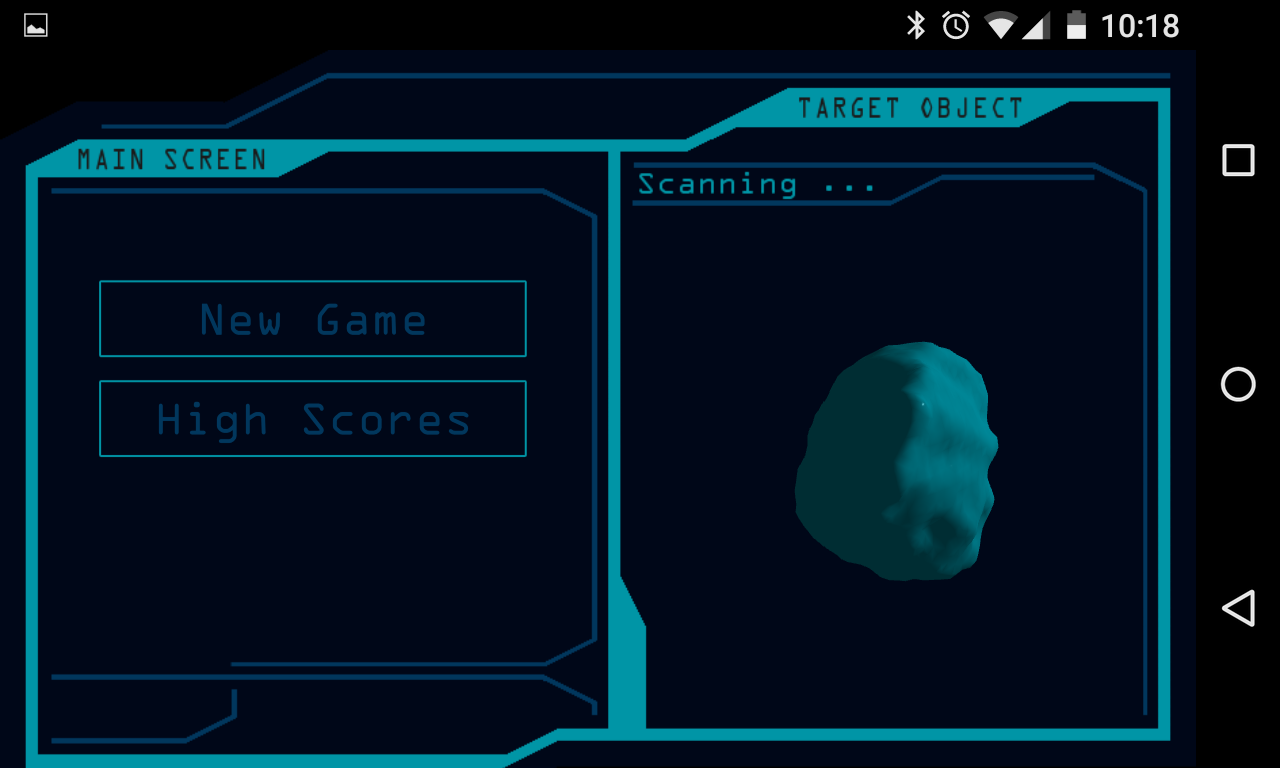 10:18
TARGET OBJECT
MAIN SCREEN
Scanning ...
New Game
High Scores